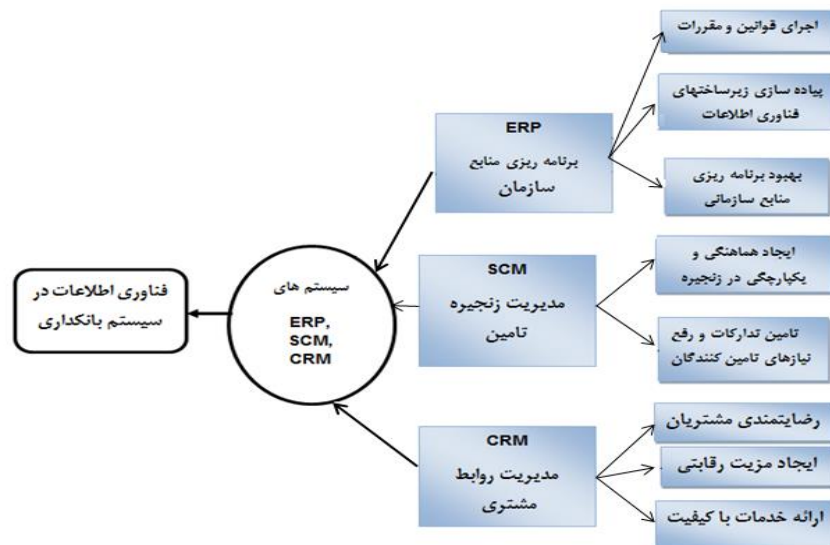 اجرای قوانین و مقررات
پیاده سازی زیرساختهای
فناوری اطلاعات
بهبود برنامه ریزی
منابع سازمانی
ERP
برنامه ریزی منابع
سازمان
ایجاد هماهنگی و
یکپارچگی در زنجیره
تامین تدارکات و رفع
نیازهای تامین کنندگان
SCM
مدیریت زنجیره
تامین
رضایتمندی مشتریان
ایجاد مزیت رقابتی
ارائه خدمات با کیفیت
CRM
مدیریت روابط
مشتری
سیستم های
ERP,
SCM,
CRM
فناوری اطلاعات در
سیستم بانکداری